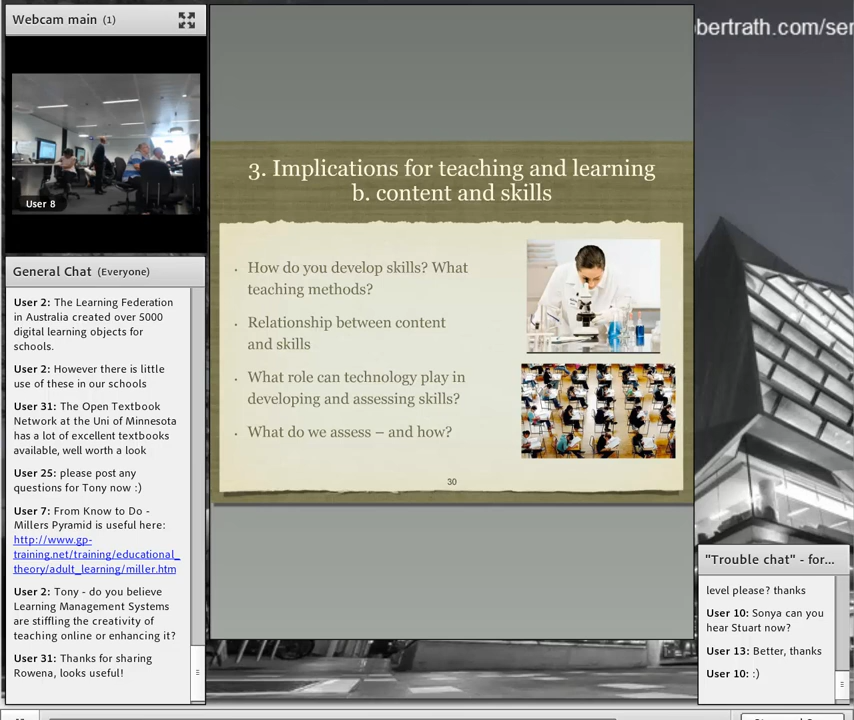 Webcam main (1)
User 8
General Chat (Everyone)
User 2: The Learning Federation
in Australia created over 5000
digital learning objects for
schools.
User 2: However there is little
use of these in our schools
User 31: The Open Textbook
Network at the Uni of Minnesota
has a lot of excellent textbooks
available, well worth a look
User 25: please post any
questions for Tony now :)
User 7: From Know to Do -
Millers Pyramid is useful here:
http://www.gp-
training.net/training/educational_
theory/adult_learning/miller.htm
User 2: Tony - do you believe
Learning Management Systems
are stiffling the creativity of
teaching online or enhancing it?
User 31: Thanks for sharing
Rowena, looks useful!
3. Implications for teaching and learning
b. content and skills
· How do you develop skills? What
teaching methods?
· Relationship between content
and skills
· What role can technology play in
developing and assessing skills?
· What do we assess – and how?
30
bertrath.com/ser
"Trouble chat" - for...
level please? thanks
User 10: Sonya can you
hear Stuart now?
User 13: Better, thanks
User 10: :)